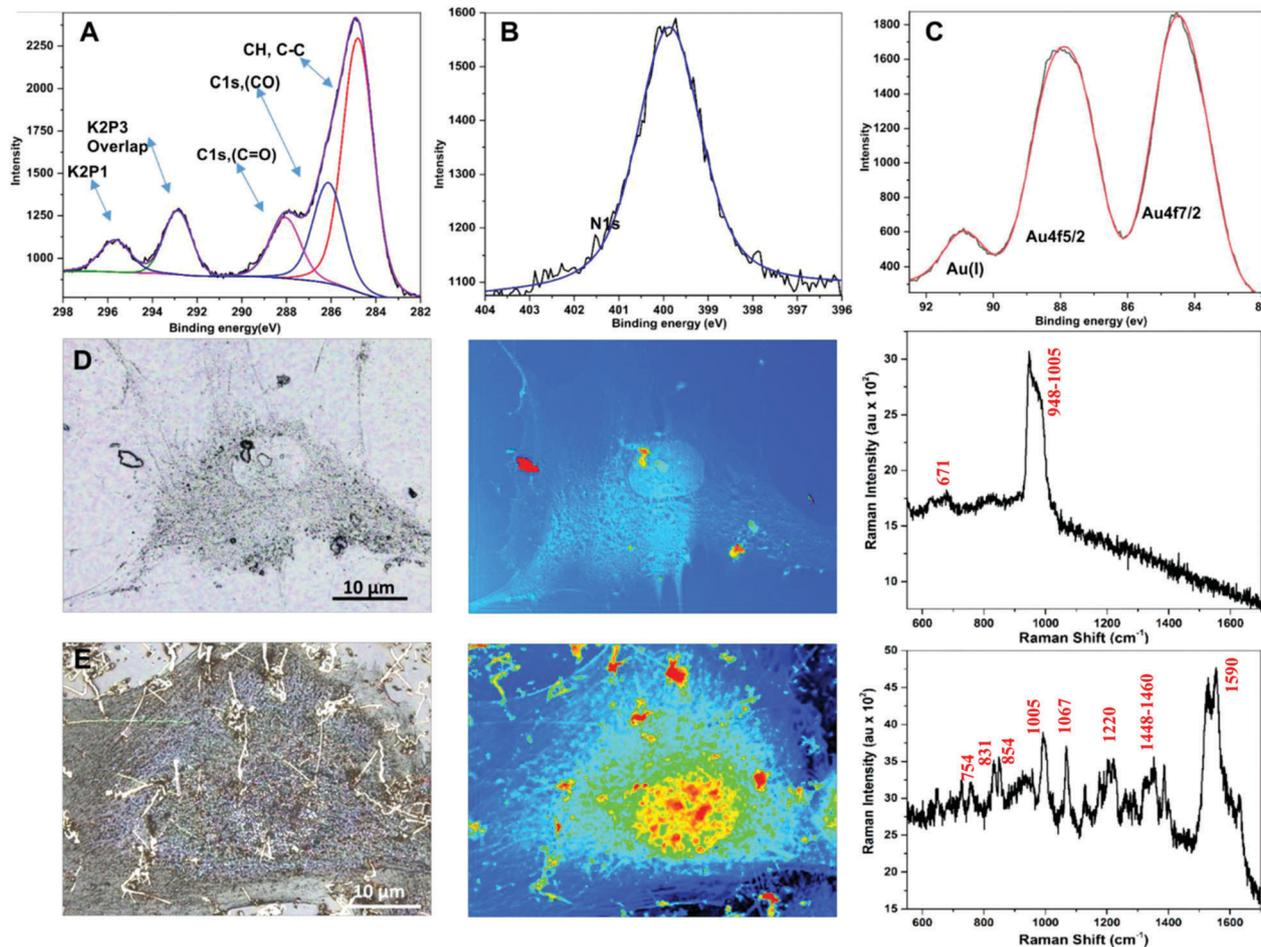 A
CH, C-C
C1s,(CO)
K2P3
Overlap
C1s,(C=O)
K2P1
Intensity
2250
2000
1750
1500
1250
1000
298 296 294 292 290 288 286 284 282
Binding energy(eV)
B
N1s
Intensity
1600
1500
1400
1300
1200
1100
404 403 402 401 400 399 398 397 396
Binding energy (eV)
C
Au4f7/2
Au4f5/2
Au(I)
Intensity
1800
1600
1400
1200
1000
800
600
400
92 90 88 86 84 8
Binding energy (ev)
D
10 µm
Raman Intensity (au x 10²)
30
25
20
15
10
671
948-1005
600 800 1000 1200 1400 1600
Raman Shift (cm⁻¹)
E
10 µm
Raman Intensity (au x 10²)
50
45
40
35
30
25
20
15
754
831
854
1005
1067
1220
1448-1460
1590
600 800 1000 1200 1400 1600
Raman Shift (cm⁻¹)